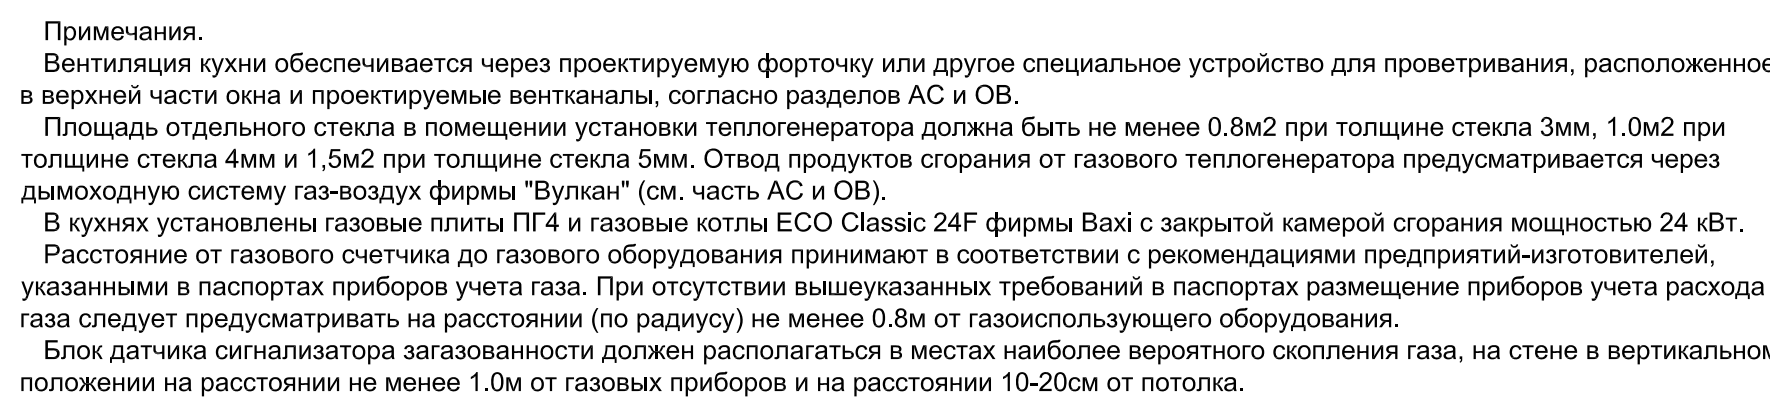 Примечания.
Вентиляция кухни обеспечивается через проектируемую форточку или другое специальное устройство для проветривания, расположенное
в верхней части окна и проектируемые вентканалы, согласно разделов АС и ОВ.
Площадь отдельного стекла в помещении установки теплогенератора должна быть не менее 0.8м2 при толщине стекла 3мм, 1.0м2 при
толщине стекла 4мм и 1,5м2 при толщине стекла 5мм. Отвод продуктов сгорания от газового теплогенератора предусматривается через
дымоходную систему газ-воздух фирмы "Вулкан" (см. часть АС и ОВ).
В кухнях установлены газовые плиты ПГ4 и газовые котлы ECO Classic 24F фирмы Baxi с закрытой камерой сгорания мощностью 24 кВт.
Расстояние от газового счетчика до газового оборудования принимают в соответствии с рекомендациями предприятий-изготовителей,
указанными в паспортах приборов учета газа. При отсутствии вышеуказанных требований в паспортах размещение приборов учета расхода
газа следует предусматривать на расстоянии (по радиусу) не менее 0.8м от газоиспользующего оборудования.
Блок датчика сигнализатора загазованности должен располагаться в местах наиболее вероятного скопления газа, на стене в вертикальном
положении на расстоянии не менее 1.0м от газовых приборов и на расстоянии 10-20см от потолка.